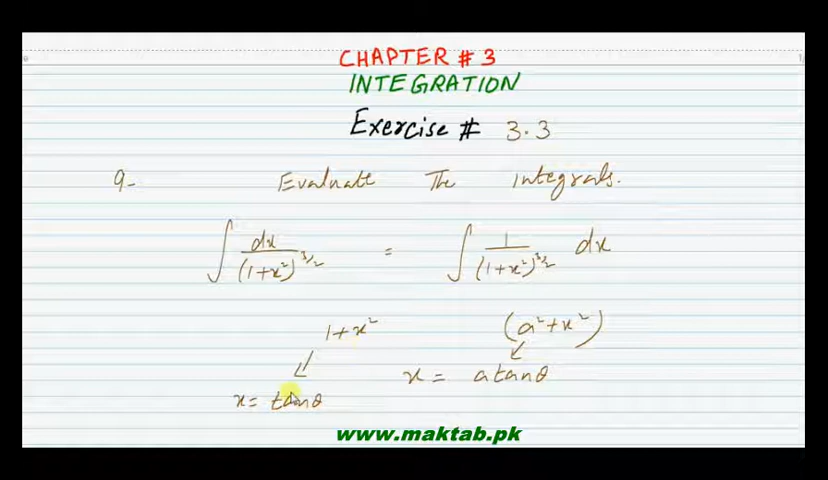 CHAPTER # 3
INTEGRATION
Exercise # 3.3
9- Evaluate The integrals.
∫ dx/(1+x²)^3/2 = ∫ 1/(1+x²)^3/2 dx
1+x² (a²+x²)
x = a tanθ
x = tanθ
www.maktab.pk